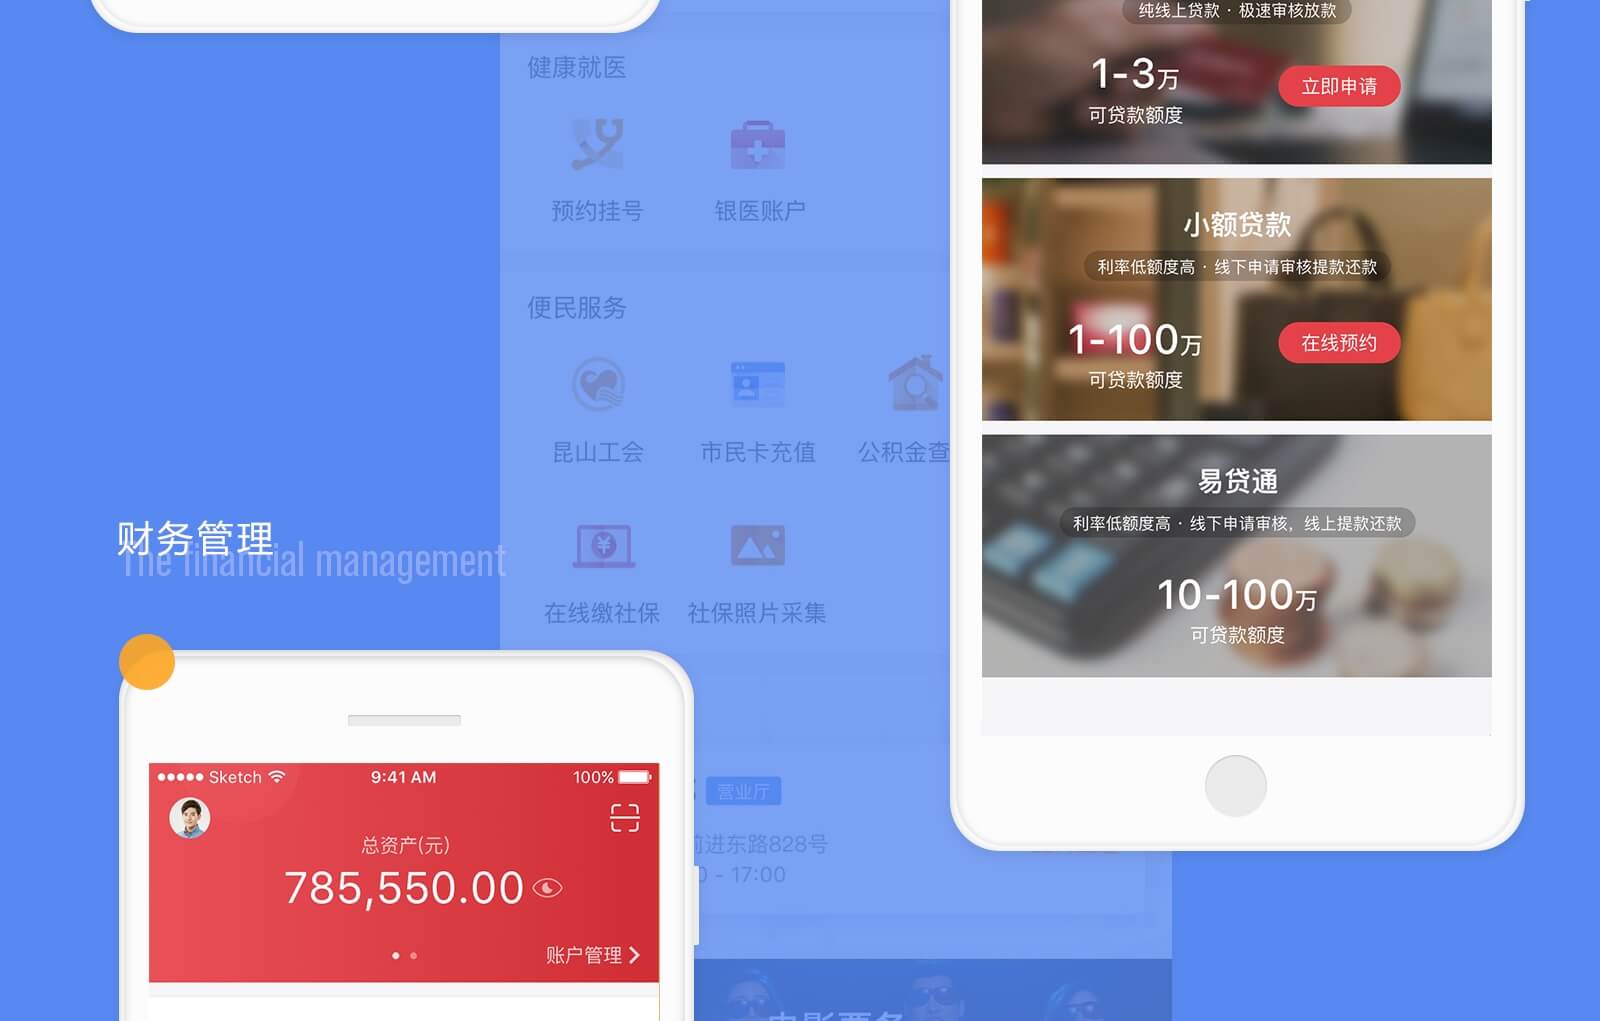 纯线上贷款 · 极速审核放款
1-3万
可贷款额度
立即申请
小额贷款
利率低额度高 · 线下申请审核提款还款
1-100万
可贷款额度
在线预约
易贷通
利率低额度高 · 线下申请审核，线上提款还款
10-100万
可贷款额度
健康就医
预约挂号
银医账户
便民服务
昆山工会
市民卡充值
公积金查
在线缴社保
社保照片采集
财务管理
The financial management
Sketch
9:41 AM
100%
总资产(元)
785,550.00
账户管理
营业厅
前进东路828号
0 - 17:00